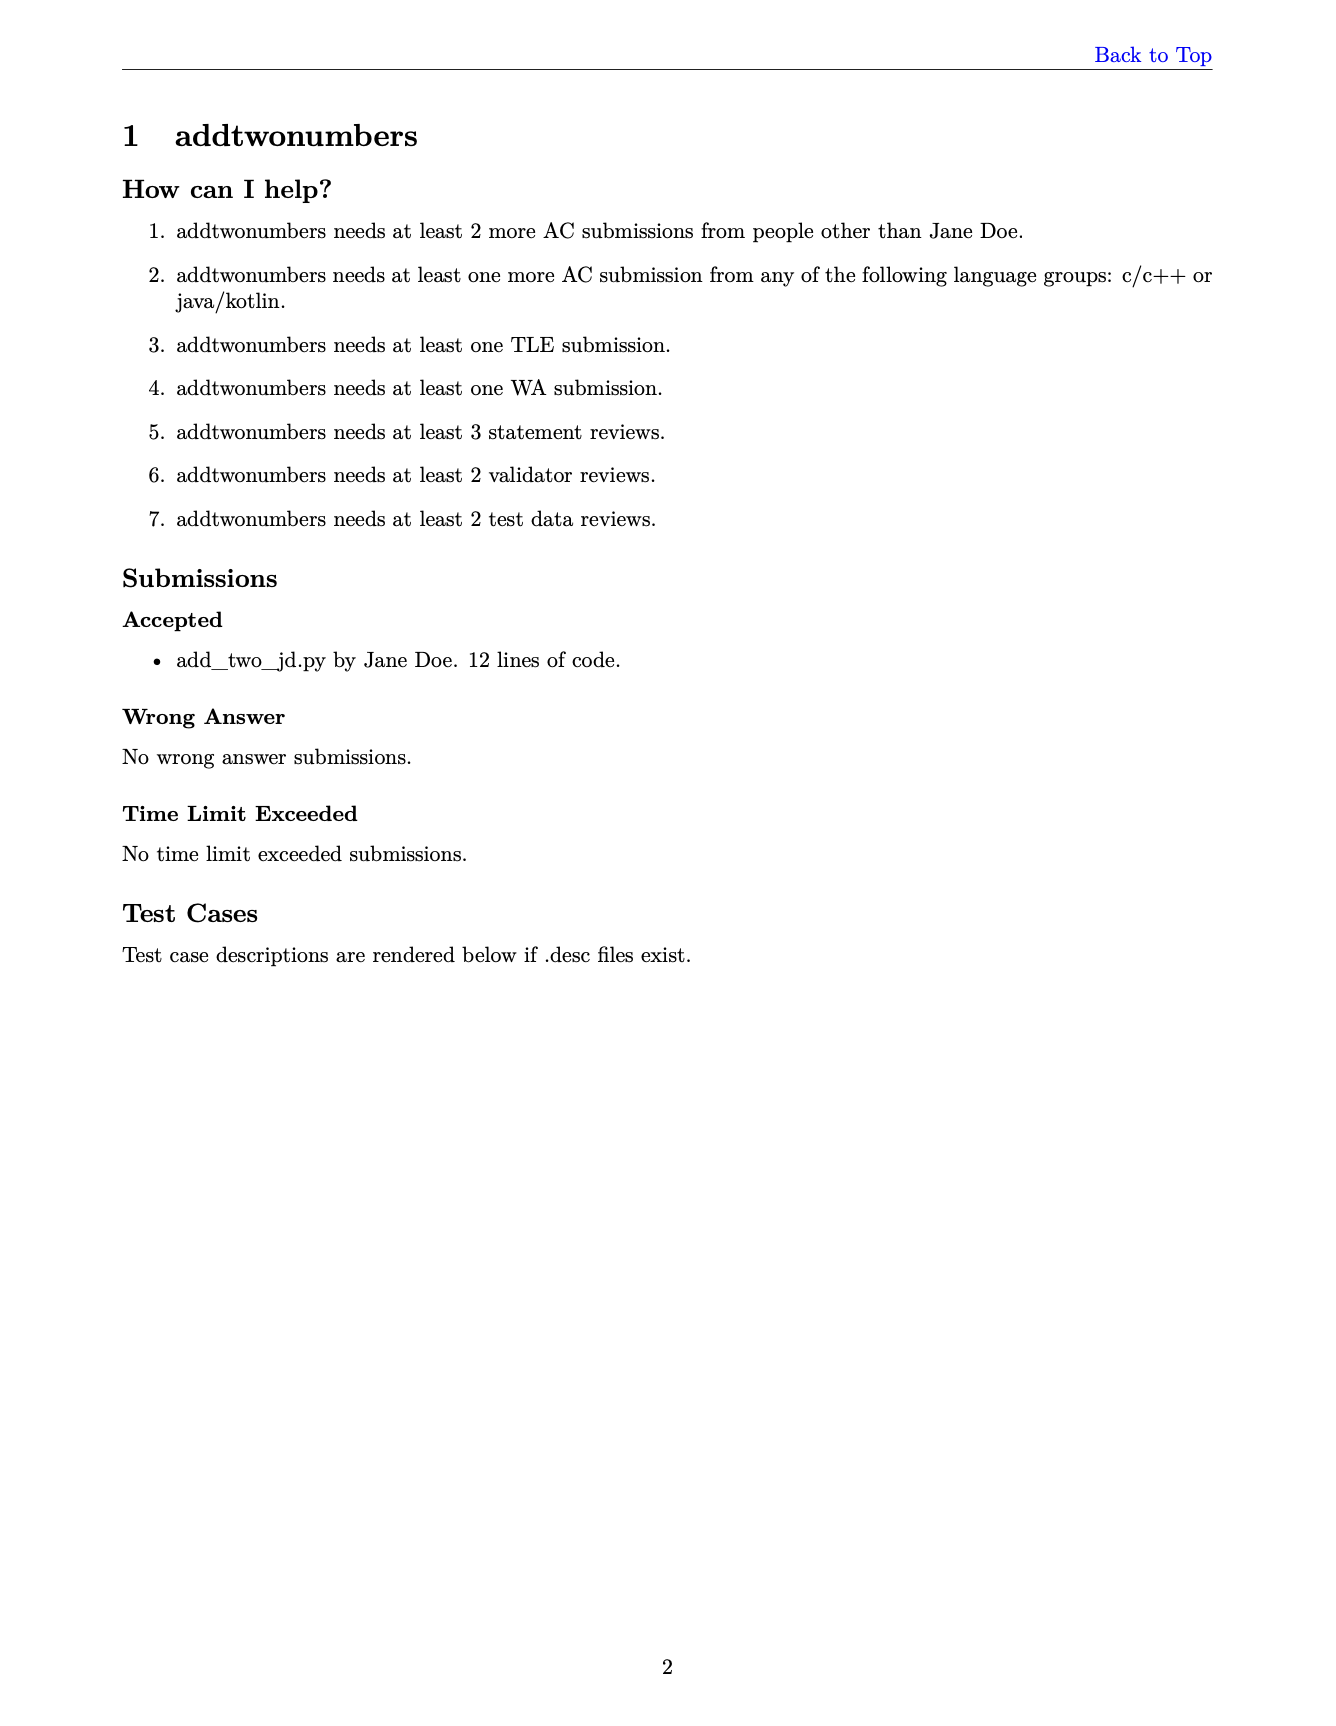 Back to Top
1 addtwonumbers
How can I help?
1. addtwonumbers needs at least 2 more AC submissions from people other than Jane Doe.
2. addtwonumbers needs at least one more AC submission from any of the following language groups: c/c++ or
java/kotlin.
3. addtwonumbers needs at least one TLE submission.
4. addtwonumbers needs at least one WA submission.
5. addtwonumbers needs at least 3 statement reviews.
6. addtwonumbers needs at least 2 validator reviews.
7. addtwonumbers needs at least 2 test data reviews.
Submissions
Accepted
• add_two_jd.py by Jane Doe. 12 lines of code.
Wrong Answer
No wrong answer submissions.
Time Limit Exceeded
No time limit exceeded submissions.
Test Cases
Test case descriptions are rendered below if .desc files exist.
2